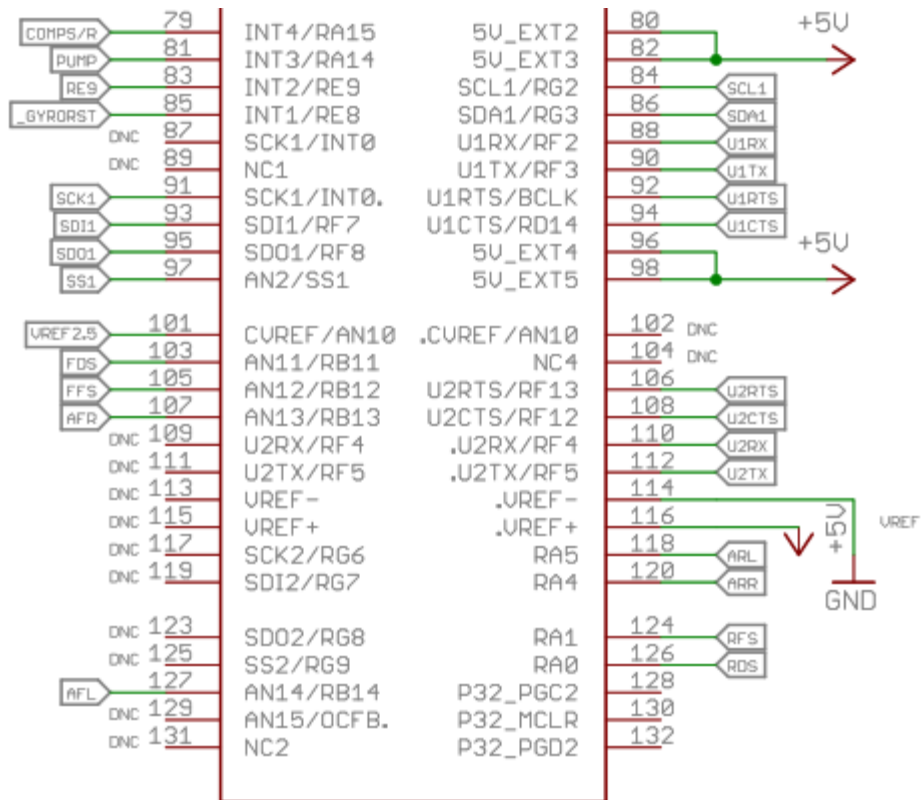 COMPS/R 79 INT4/RA15 5V_EXT2 80 +5V
PUMP 81 INT3/RA14 5V_EXT3 82
RE9 83 INT2/RE9 SCL1/RG2 84 SCL1
_GYRORST 85 INT1/RE8 SDA1/RG3 86 SDA1
DNC 87 SCK1/INT0 U1RX/RF2 88 U1RX
DNC 89 NC1 U1TX/RF3 90 U1TX
SCK1 91 SCK1/INT0. U1RTS/BCLK 92 U1RTS
SDI1 93 SDI1/RF7 U1CTS/RD14 94 U1CTS
SDO1 95 SDO1/RF8 5V_EXT4 96 +5V
SS1 97 AN2/SS1 5V_EXT5 98
VREF2.5 101 CVREF/AN10 .CVREF/AN10 102 DNC
FDS 103 AN11/RB11 NC4 104 DNC
FFS 105 AN12/RB12 U2RTS/RF13 106 U2RTS
AFR 107 AN13/RB13 U2CTS/RF12 108 U2CTS
DNC 109 U2RX/RF4 .U2RX/RF4 110 U2RX
DNC 111 U2TX/RF5 .U2TX/RF5 112 U2TX
DNC 113 VREF- .VREF- 114
DNC 115 VREF+ .VREF+ 116 +5V VREF
DNC 117 SCK2/RG6 RA5 118 ARL
DNC 119 SDI2/RG7 RA4 120 ARR
GND
DNC 123 SDO2/RG8 RA1 124 RFS
DNC 125 SS2/RG9 RA0 126 RDS
AFL 127 AN14/RB14 P32_PGC2 128
DNC 129 AN15/OCFB. P32_MCLR 130
DNC 131 NC2 P32_PGD2 132